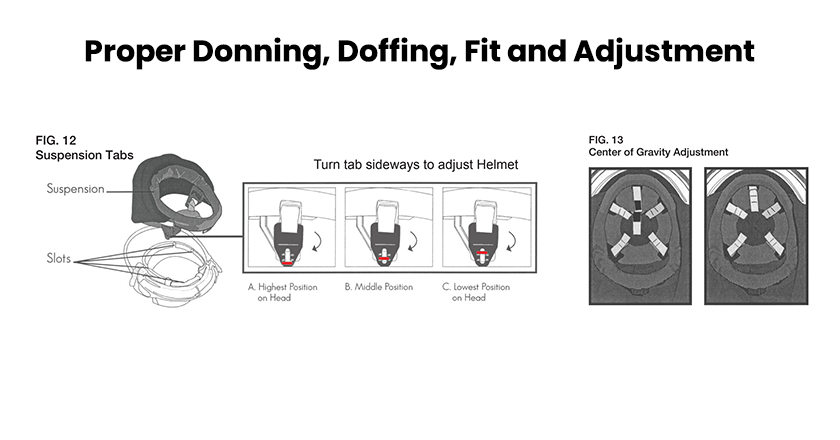 Proper Donning, Doffing, Fit and Adjustment
FIG. 12
Suspension Tabs
Turn tab sideways to adjust Helmet
Suspension
Slots
A. Highest Position
on Head
B. Middle Position
C. Lowest Position
on Head
FIG. 13
Center of Gravity Adjustment